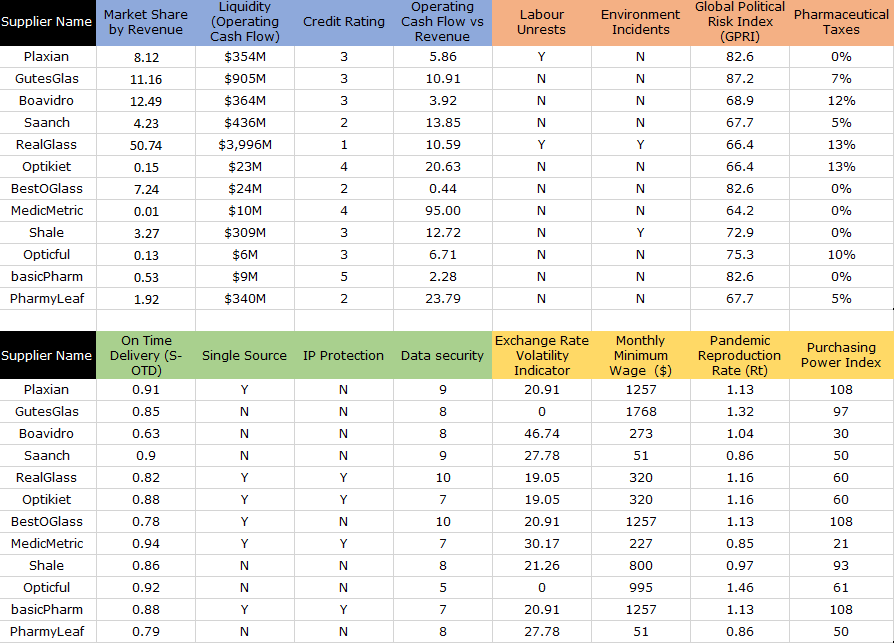 Supplier Name | Market Share by Revenue | Liquidity (Operating Cash Flow) | Credit Rating | Operating Cash Flow vs Revenue | Labour Unrests | Environment Incidents | Global Political Risk Index (GPRI) | Pharmaceutical Taxes
Plaxian | 8.12 | $354M | 3 | 5.86 | Y | N | 82.6 | 0%
GutesGlas | 11.16 | $905M | 3 | 10.91 | N | N | 87.2 | 7%
Boavidro | 12.49 | $364M | 3 | 3.92 | N | N | 68.9 | 12%
Saanch | 4.23 | $436M | 2 | 13.85 | N | N | 67.7 | 5%
RealGlass | 50.74 | $3,996M | 1 | 10.59 | Y | Y | 66.4 | 13%
Optikiet | 0.15 | $23M | 4 | 20.63 | N | N | 66.4 | 13%
BestOGlass | 7.24 | $24M | 2 | 0.44 | N | N | 82.6 | 0%
MedicMetric | 0.01 | $10M | 4 | 95.00 | N | N | 64.2 | 0%
Shale | 3.27 | $309M | 3 | 12.72 | N | Y | 72.9 | 0%
Opticful | 0.13 | $6M | 3 | 6.71 | N | N | 75.3 | 10%
basicPharm | 0.53 | $9M | 5 | 2.28 | N | N | 82.6 | 0%
PharmyLeaf | 1.92 | $340M | 2 | 23.79 | N | N | 67.7 | 5%
Supplier Name | On Time Delivery (S-OTD) | Single Source | IP Protection | Data security | Exchange Rate Volatility Indicator | Monthly Minimum Wage ($) | Pandemic Reproduction Rate (Rt) | Purchasing Power Index
Plaxian | 0.91 | Y | N | 9 | 20.91 | 1257 | 1.13 | 108
GutesGlas | 0.85 | N | N | 8 | 0 | 1768 | 1.32 | 97
Boavidro | 0.63 | N | N | 8 | 46.74 | 273 | 1.04 | 30
Saanch | 0.9 | N | N | 9 | 27.78 | 51 | 0.86 | 50
RealGlass | 0.82 | Y | Y | 10 | 19.05 | 320 | 1.16 | 60
Optikiet | 0.88 | Y | Y | 7 | 19.05 | 320 | 1.16 | 60
BestOGlass | 0.78 | Y | N | 10 | 20.91 | 1257 | 1.13 | 108
MedicMetric | 0.94 | Y | Y | 7 | 30.17 | 227 | 0.85 | 21
Shale | 0.86 | N | N | 8 | 21.26 | 800 | 0.97 | 93
Opticful | 0.92 | N | N | 5 | 0 | 995 | 1.46 | 61
basicPharm | 0.88 | Y | Y | 7 | 20.91 | 1257 | 1.13 | 108
PharmyLeaf | 0.79 | N | N | 8 | 27.78 | 51 | 0.86 | 50